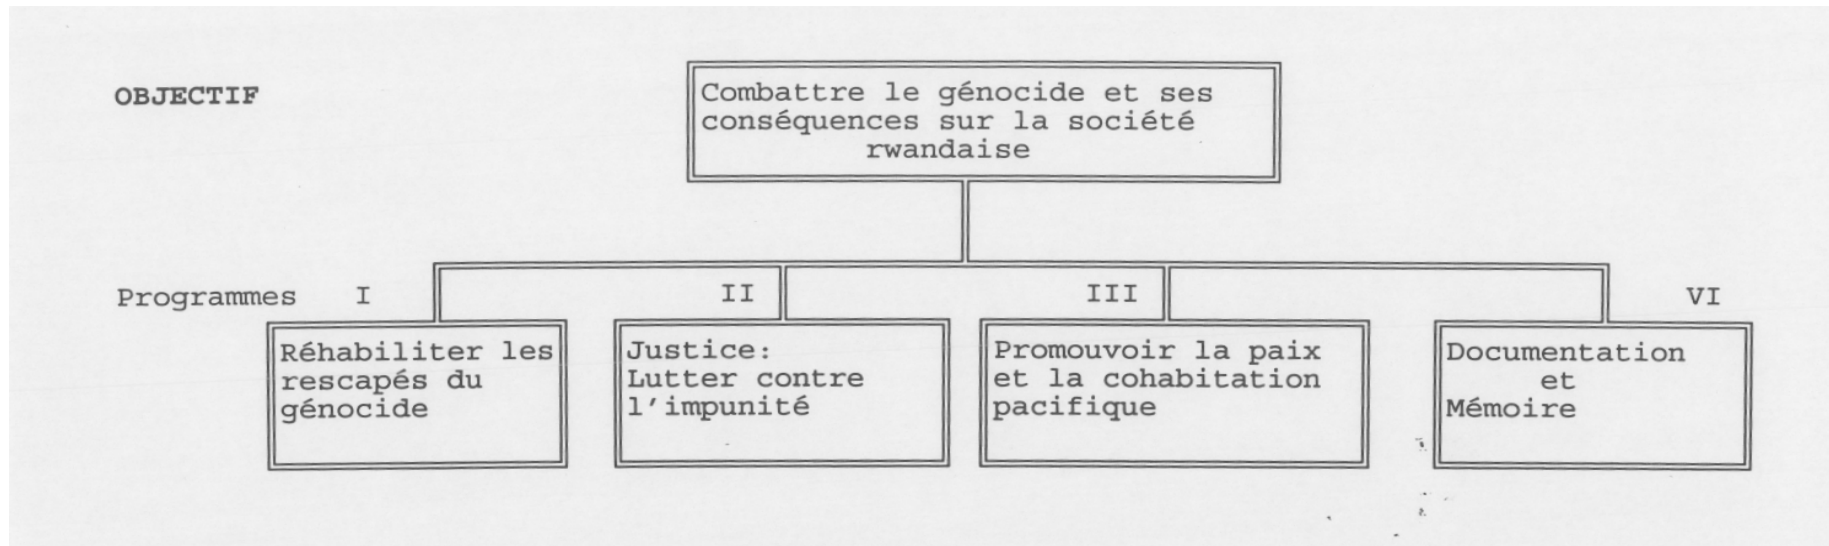 OBJECTIF
Combattre le génocide et ses
conséquences sur la société
rwandaise
Programmes I II III VI
Réhabiliter les
rescapés du
génocide
Justice:
Lutter contre
l'impunité
Promouvoir la paix
et la cohabitation
pacifique
Documentation
et
Mémoire